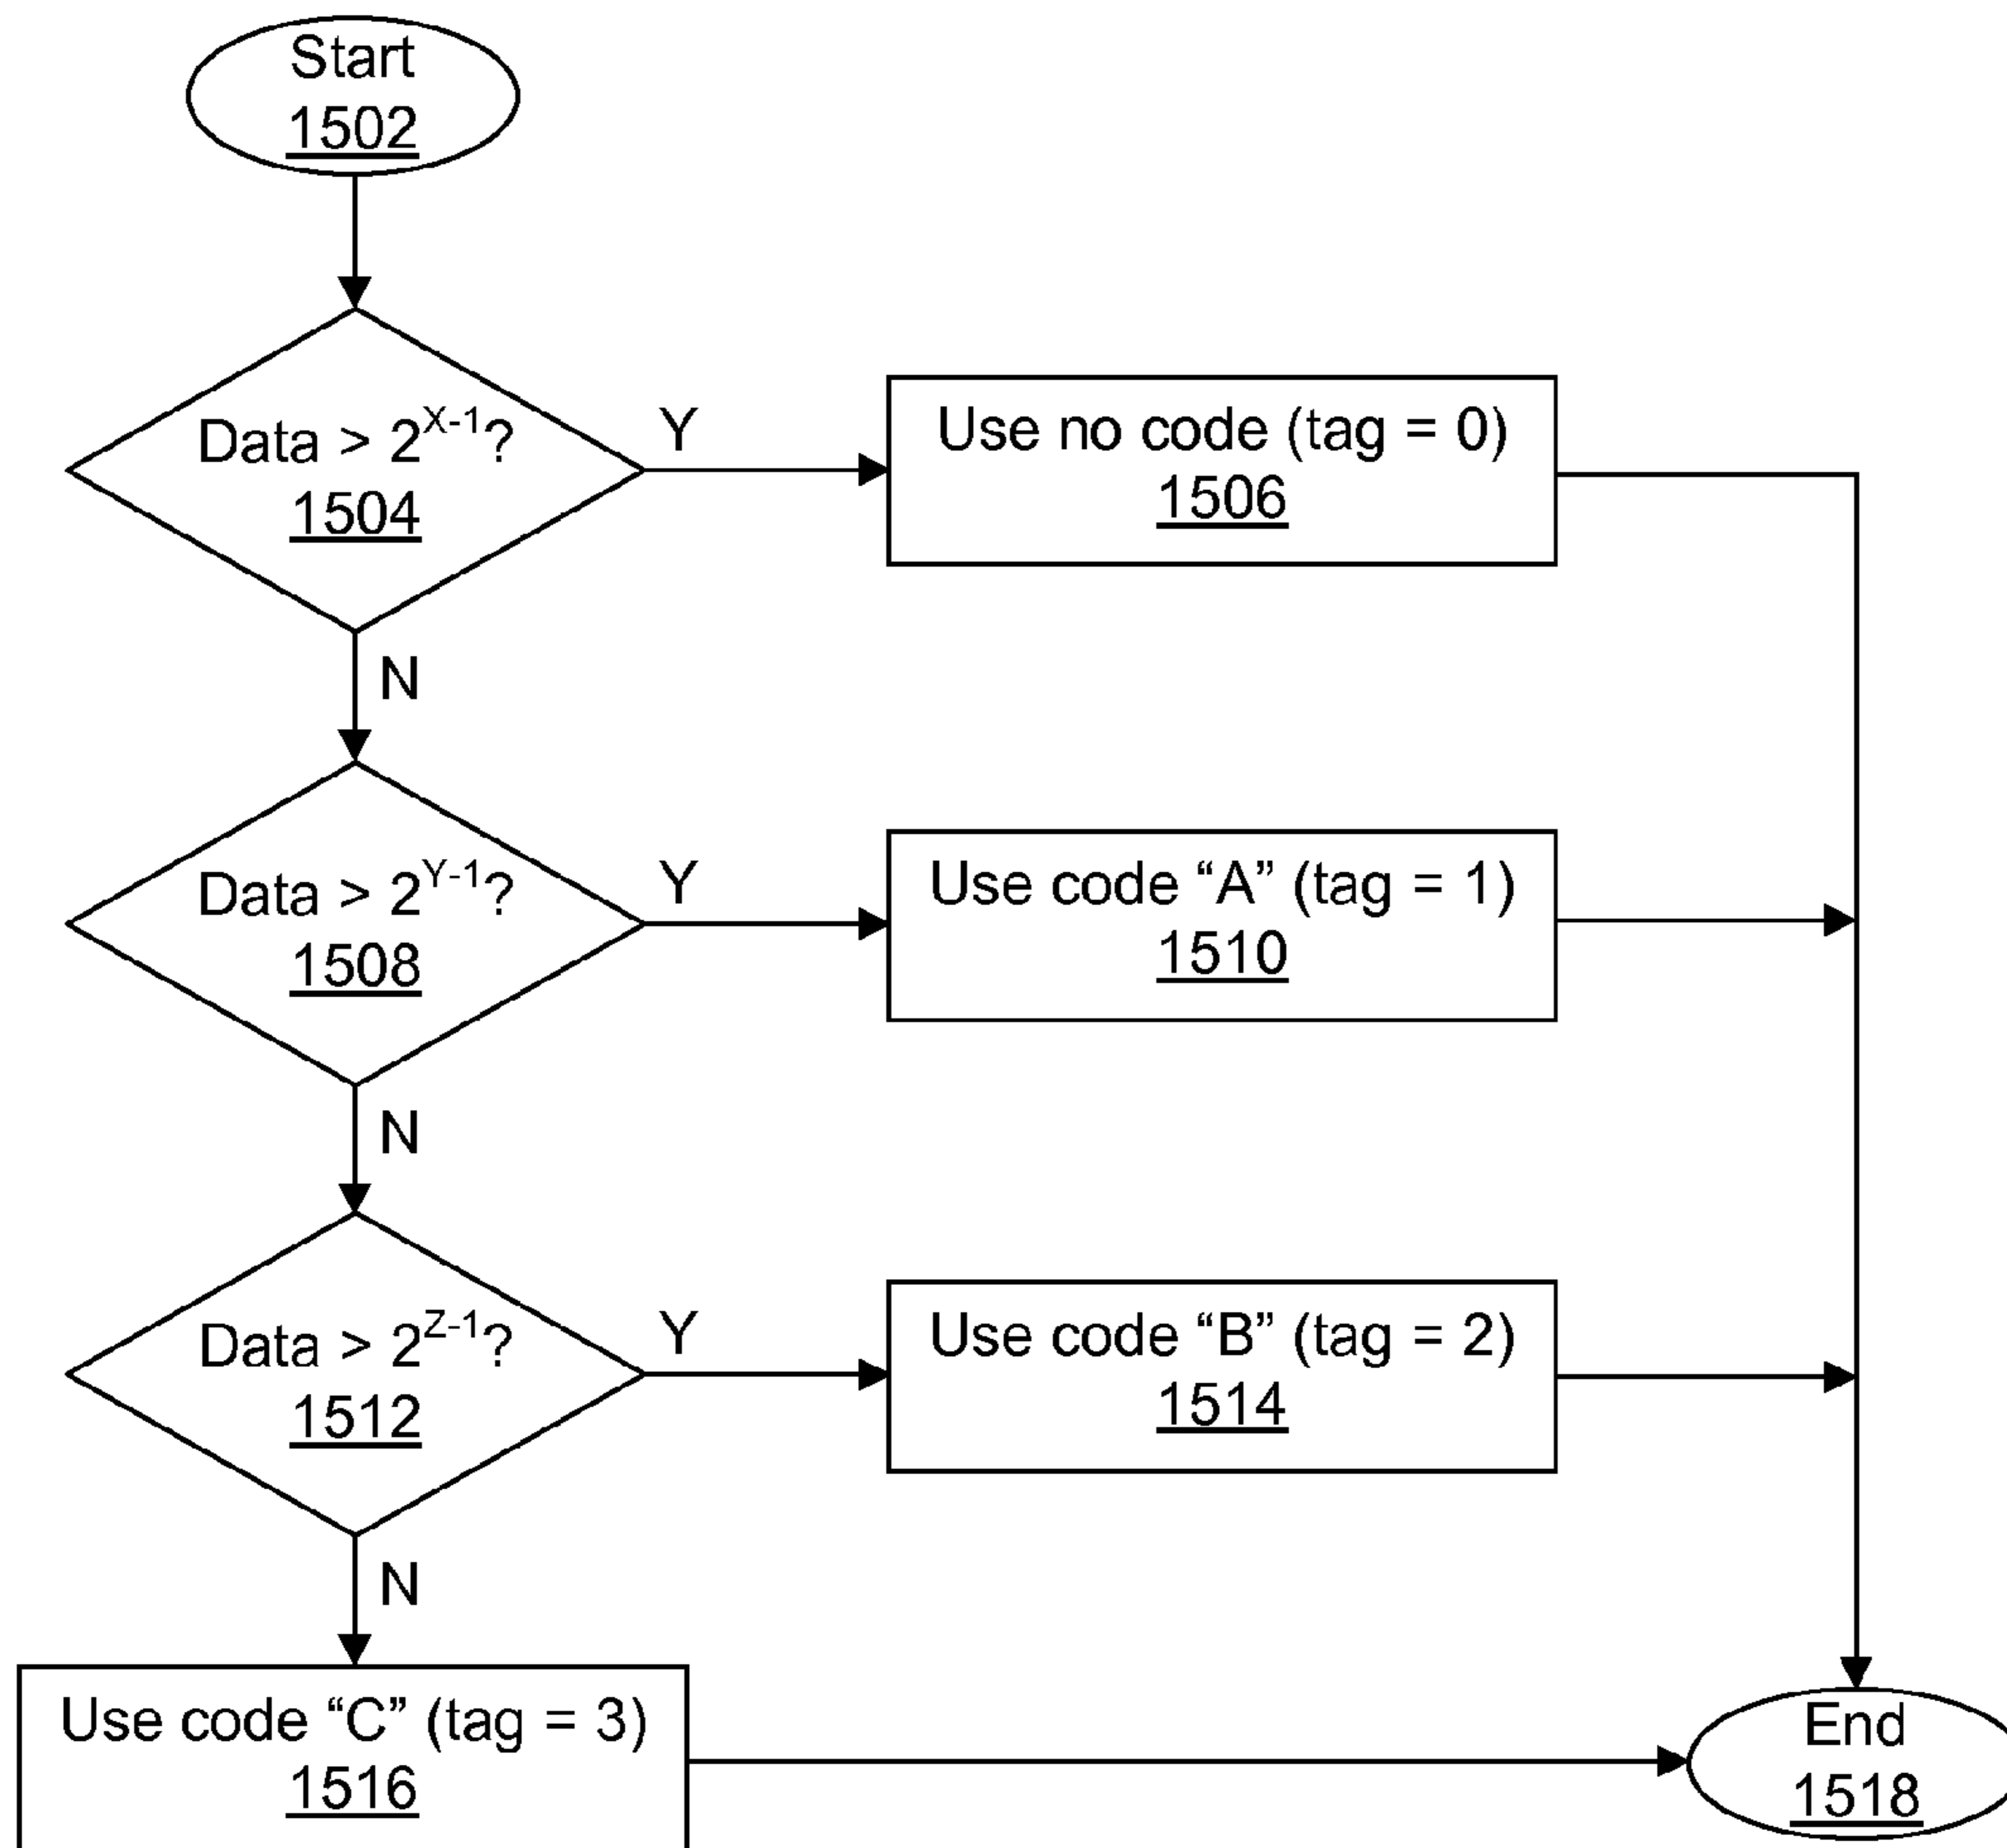 Start
1502
Data > 2^X-1?
1504
Y
Use no code (tag = 0)
1506
N
Data > 2^Y-1?
1508
Y
Use code “A” (tag = 1)
1510
N
Data > 2^Z-1?
1512
Y
Use code “B” (tag = 2)
1514
N
Use code “C” (tag = 3)
1516
End
1518